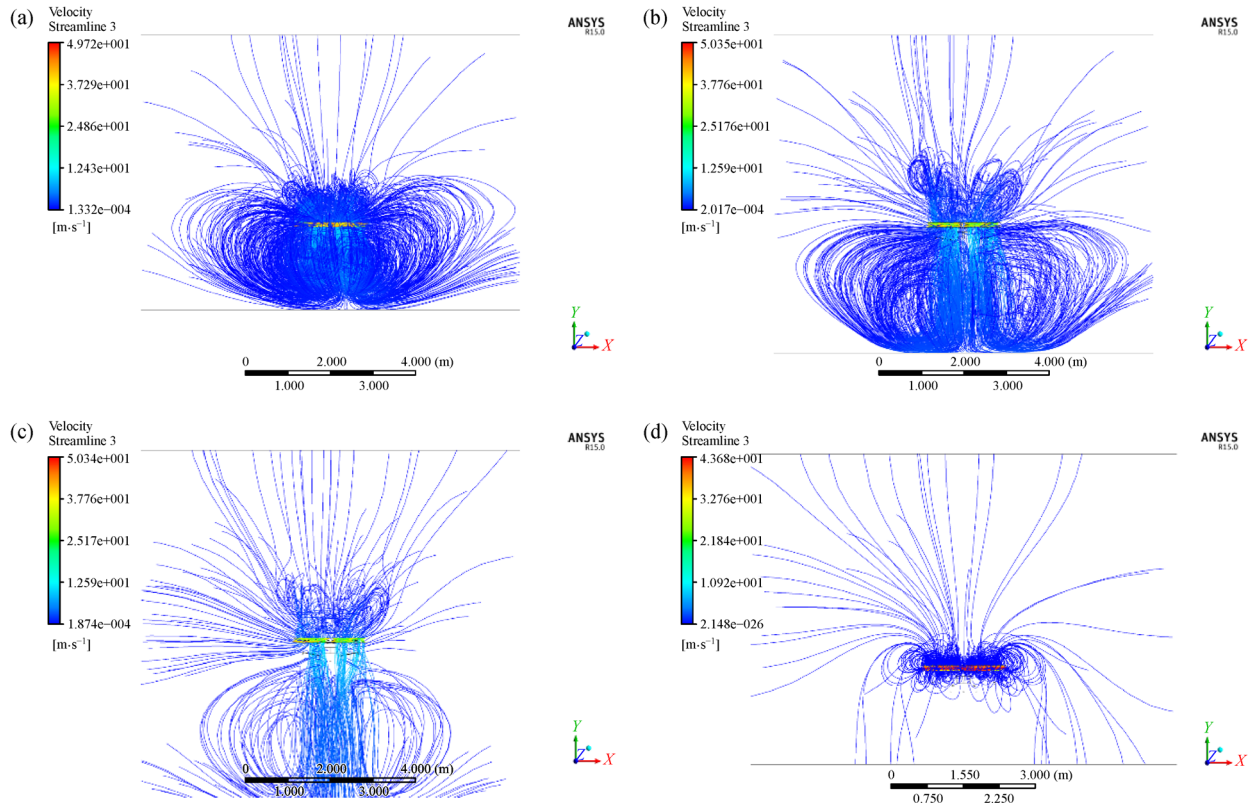 (a)
Velocity
Streamline 3
4.972e+001
3.729e+001
2.486e+001
1.243e+001
1.332e−004
[m·s⁻¹]
ANSYS
R15.0
Y
Z
X
0 2.000 4.000 (m)
1.000 3.000
(b)
Velocity
Streamline 3
5.035e+001
3.776e+001
2.5176e+001
1.259e+001
2.017e−004
[m·s⁻¹]
ANSYS
R15.0
Y
Z
X
0 2.000 4.000 (m)
1.000 3.000
(c)
Velocity
Streamline 3
5.034e+001
3.776e+001
2.517e+001
1.259e+001
1.874e−004
[m·s⁻¹]
ANSYS
R15.0
Y
Z
X
0 2.000 4.000 (m)
1.000 3.000
(d)
Velocity
Streamline 3
4.368e+001
3.276e+001
2.184e+001
1.092e+001
2.148e−026
[m·s⁻¹]
ANSYS
R15.0
Y
Z
X
0 1.550 3.000 (m)
0.750 2.250